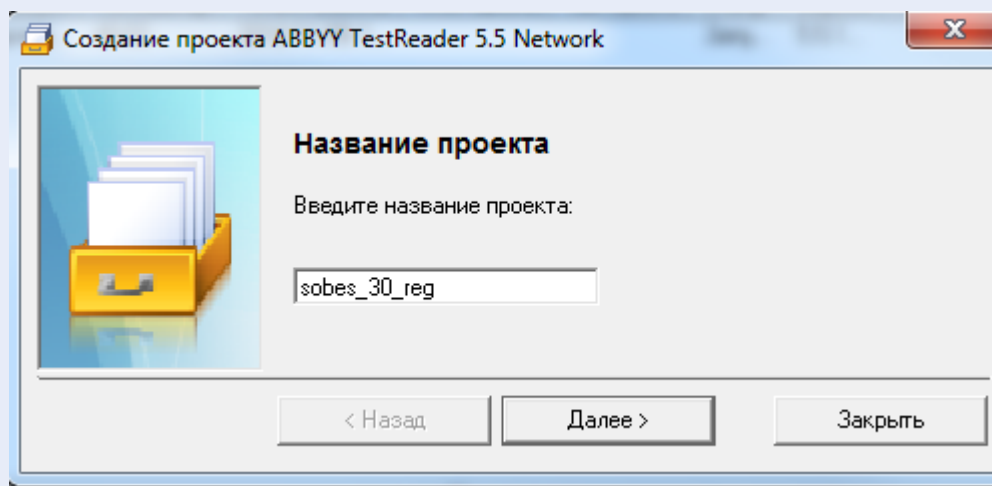 Создание проекта ABBYY TestReader 5.5 Network
Название проекта
Введите название проекта:
sobes_30_reg
< Назад
Далее >
Закрыть